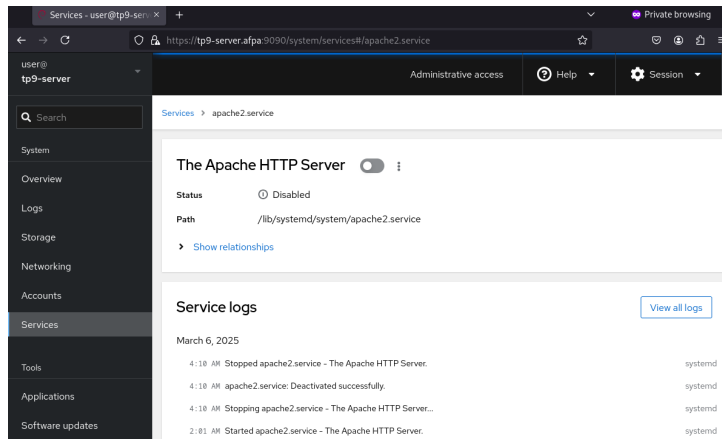 Services - user@tp9-serv
Private browsing
https://tp9-server.afpa:9090/system/services#/apache2.service
user@
tp9-server
Administrative access
Help
Session
Search
Services > apache2.service
System
Overview
Logs
Storage
Networking
Accounts
Services
Tools
Applications
Software updates
The Apache HTTP Server
Status Disabled
Path /lib/systemd/system/apache2.service
Show relationships
Service logs
View all logs
March 6, 2025
4:10 AM Stopped apache2.service - The Apache HTTP Server. systemd
4:10 AM apache2.service: Deactivated successfully. systemd
4:10 AM Stopping apache2.service - The Apache HTTP Server... systemd
2:01 AM Started apache2.service - The Apache HTTP Server. systemd